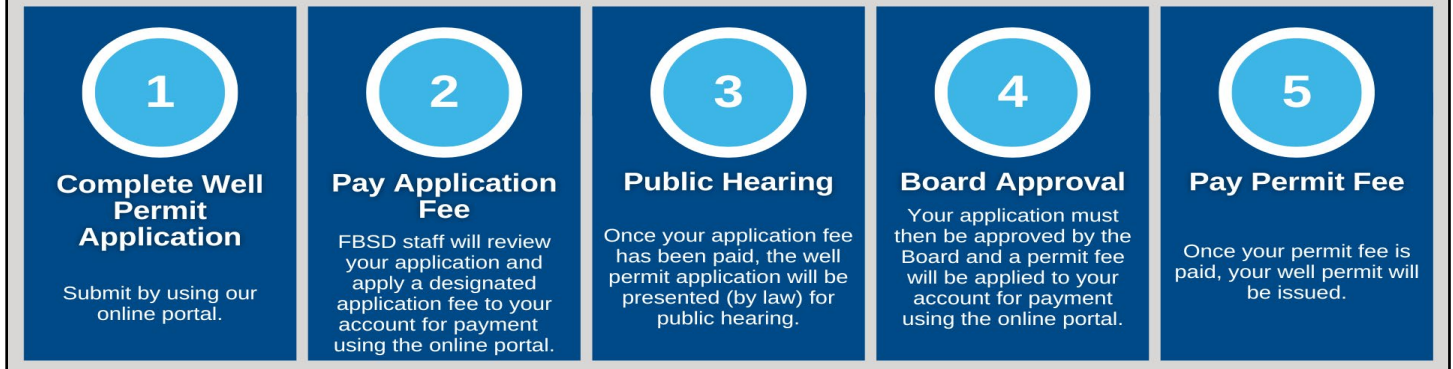 1
Complete Well
Permit
Application
Submit by using our
online portal.
2
Pay Application
Fee
FBSD staff will review
your application and
apply a designated
application fee to your
account for payment
using the online portal.
3
Public Hearing
Once your application fee
has been paid, the well
permit application will be
presented (by law) for
public hearing.
4
Board Approval
Your application must
then be approved by the
Board and a permit fee
will be applied to your
account for payment
using the online portal.
5
Pay Permit Fee
Once your permit fee is
paid, your well permit will
be issued.